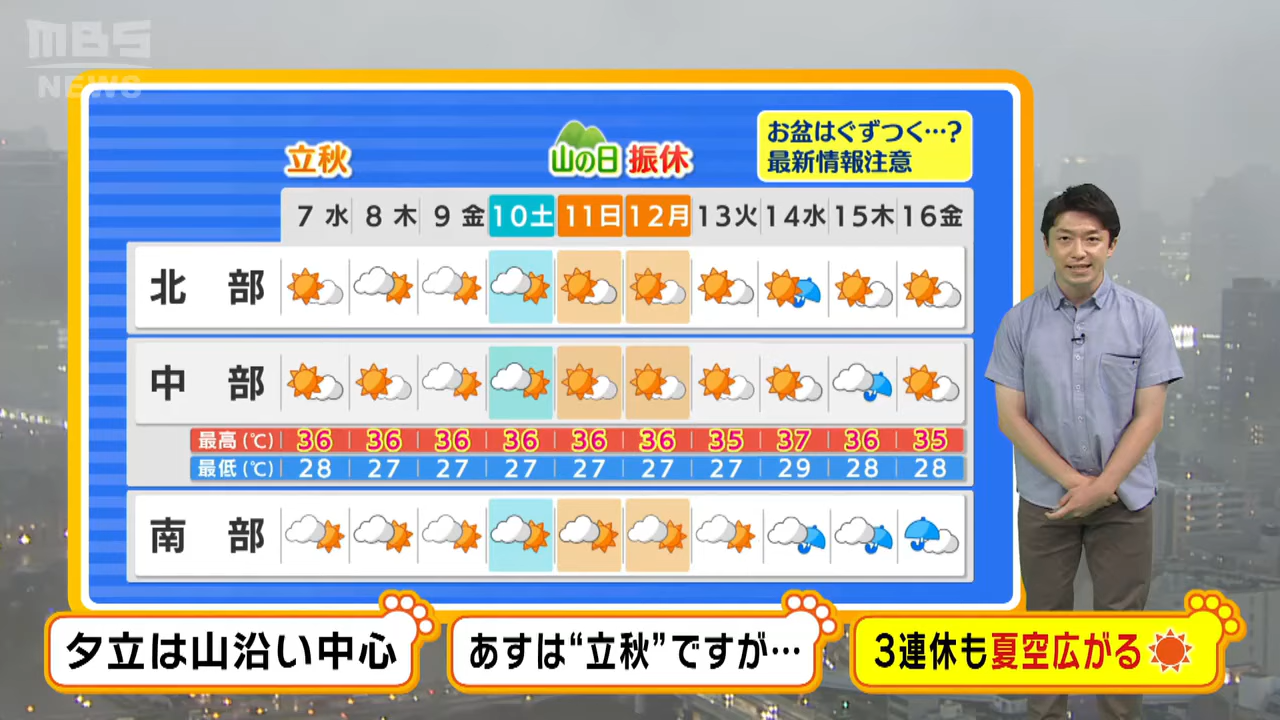 MBS
NEWS
お盆はぐずつく…?
最新情報注意
立秋
山の日 振休
7 水 8 木 9 金 10土 11日 12月 13火 14水 15木 16金
北 部
中 部
最高(℃) 36 36 36 36 36 36 35 37 36 35
最低(℃) 28 27 27 27 27 27 27 29 28 28
南 部
夕立は山沿い中心
あすは“立秋”ですが…
3連休も夏空広がる